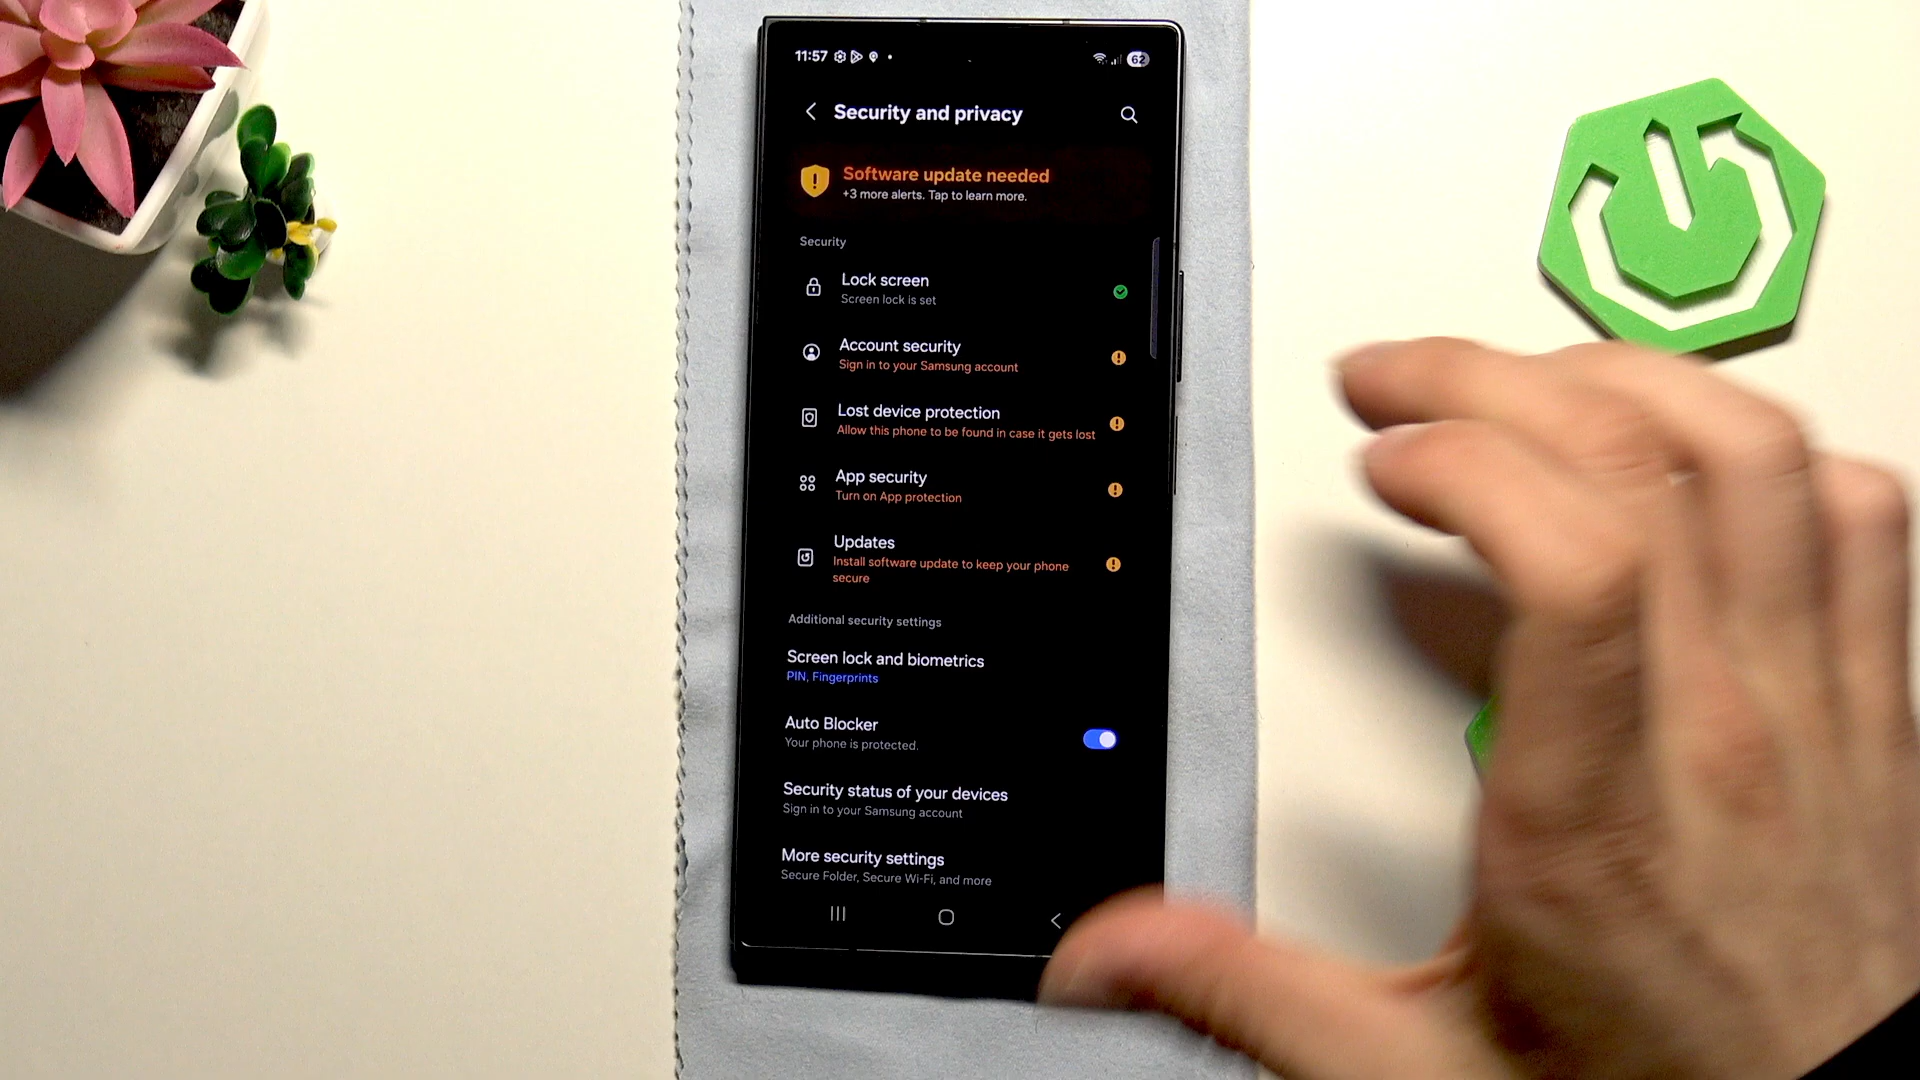 11:57
62
Security and privacy
Software update needed
+3 more alerts. Tap to learn more.
Security
Lock screen
Screen lock is set
Account security
Sign in to your Samsung account
Lost device protection
Allow this phone to be found in case it gets lost
App security
Turn on App protection
Updates
Install software update to keep your phone
secure
Additional security settings
Screen lock and biometrics
PIN, Fingerprints
Auto Blocker
Your phone is protected.
Security status of your devices
Sign in to your Samsung account
More security settings
Secure Folder, Secure Wi-Fi, and more